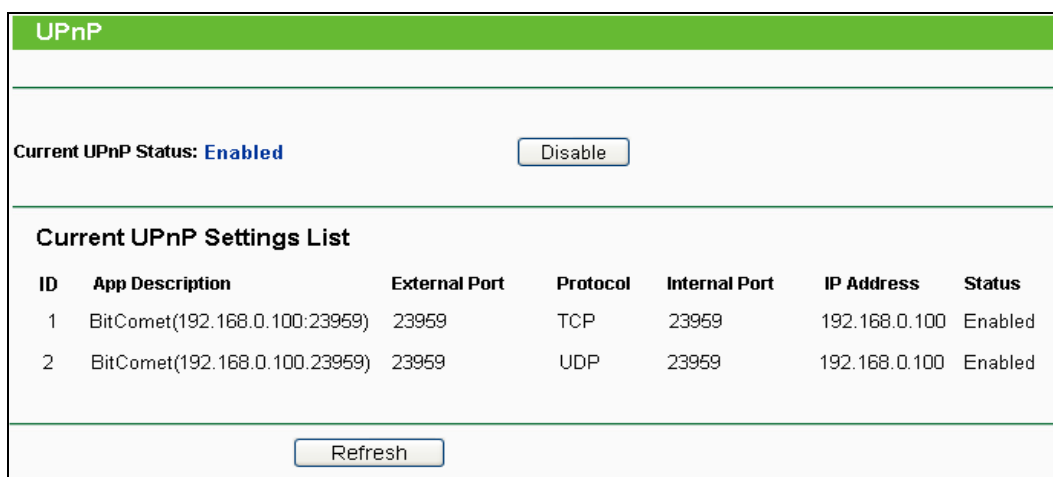 UPnP
Current UPnP Status: Enabled Disable
Current UPnP Settings List
ID App Description External Port Protocol Internal Port IP Address Status
1 BitComet(192.168.0.100:23959) 23959 TCP 23959 192.168.0.100 Enabled
2 BitComet(192.168.0.100.23959) 23959 UDP 23959 192.168.0.100 Enabled
Refresh